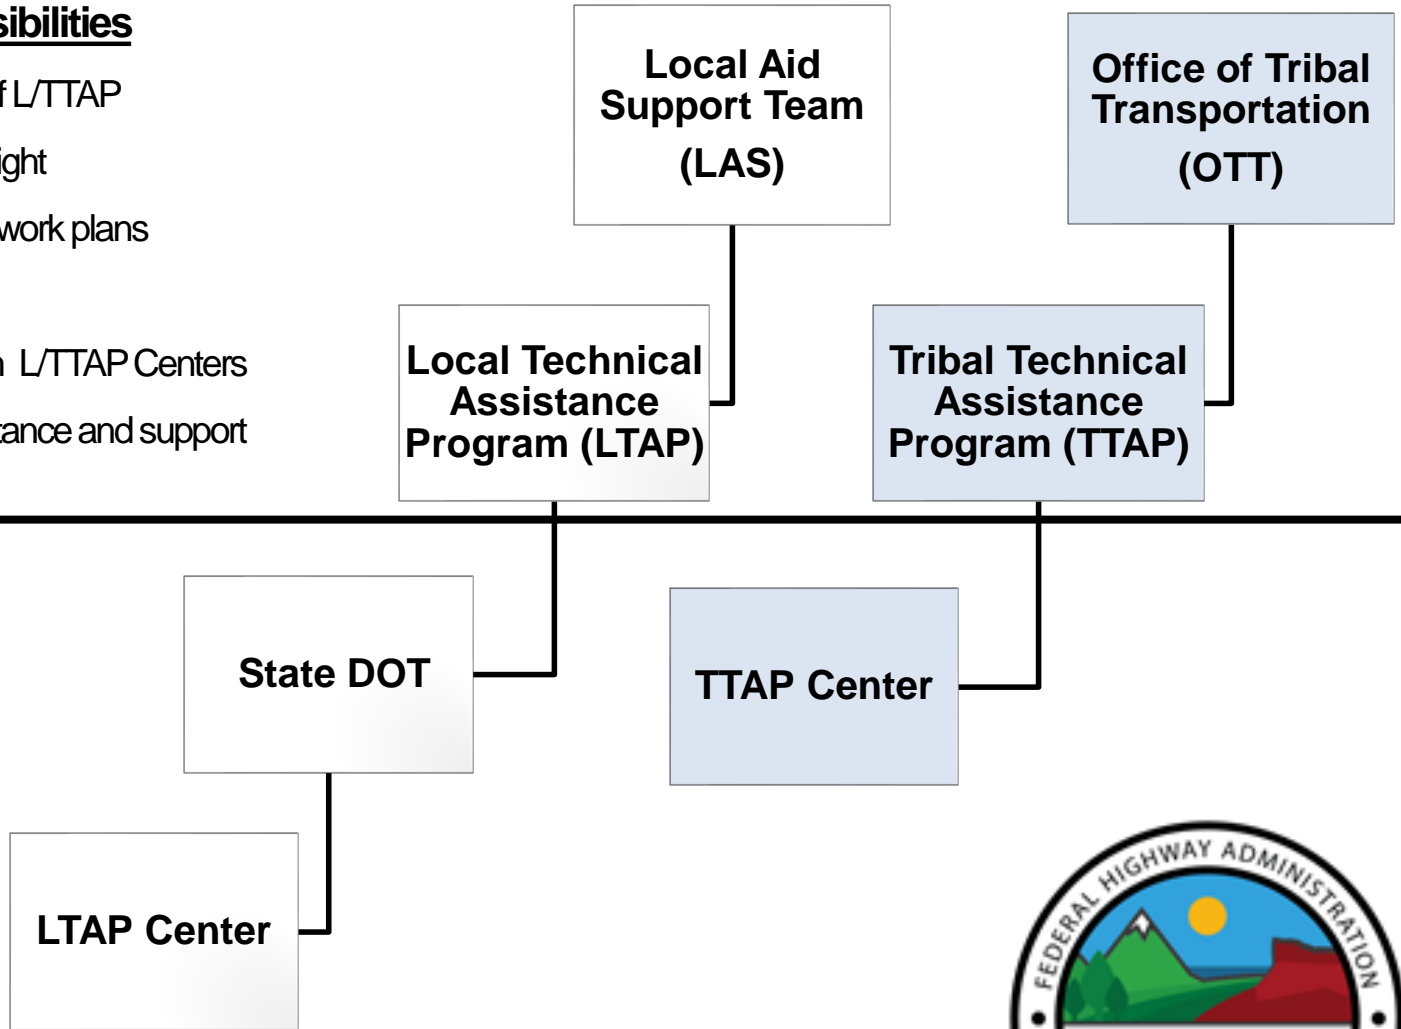 sibilities
f L/TTAP
ight
work plans
n L/TTAP Centers
tance and support
Local Aid
Support Team
(LAS)
Office of Tribal
Transportation
(OTT)
Local Technical
Assistance
Program (LTAP)
Tribal Technical
Assistance
Program (TTAP)
State DOT
TTAP Center
LTAP Center
FEDERAL HIGHWAY ADMINISTRATION